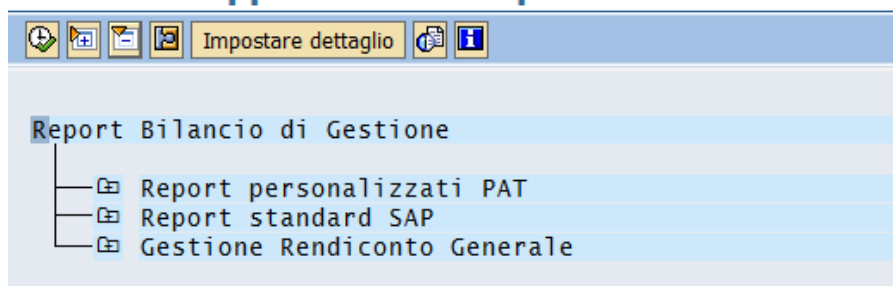 Impostare dettaglio
Report Bilancio di Gestione
Report personalizzati PAT
Report standard SAP
Gestione Rendiconto Generale